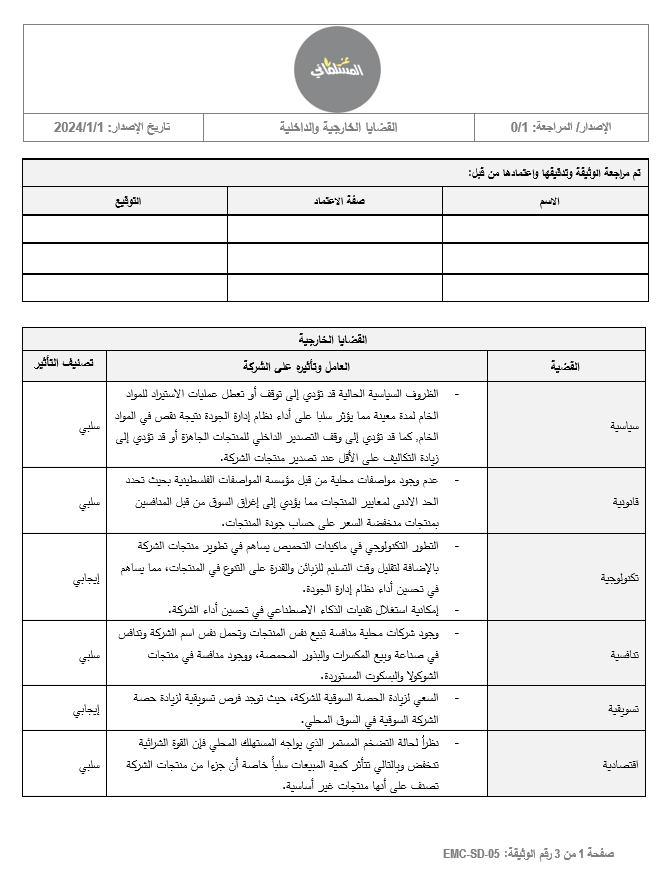 المسلماني
الإصدار/ المراجعة: 0/1
القضايا الخارجية والداخلية
تاريخ الإصدار: 2024/1/1
تم مراجعة الوثيقة وتدقيقها واعتمادها من قبل:
الاسم
صفة الاعتماد
التوقيع
القضايا الخارجية
القضية
العامل وتأثيره على الشركة
تصنيف التأثير
سياسية
- الظروف السياسية الحالية قد تؤدي إلى توقف أو تعطل عمليات الاستيراد للمواد
الخام لمدة معينة مما يؤثر سلبا على أداء نظام إدارة الجودة نتيجة نقص في المواد
الخام, كما قد تؤدي إلى وقف التصدير الداخلي للمنتجات الجاهزة أو قد تؤدي إلى
زيادة التكاليف على الأقل عند تصدير منتجات الشركة.
سلبي
قانونية
- عدم وجود مواصفات محلية من قبل مؤسسة المواصفات الفلسطينية بحيث تحدد
الحد الادنى لمعايير المنتجات مما يؤدي إلى إغراق السوق من قبل المنافسين
بمنتجات منخفضة السعر على حساب جودة المنتجات.
سلبي
تكنولوجية
- التطور التكنولوجي في ماكينات التحميص يساهم في تطوير منتجات الشركة
بالإضافة لتقليل وقت التسليم للزبائن والقدرة على التنوع في المنتجات، مما يساهم
في تحسين أداء نظام إدارة الجودة.
- إمكانية استغلال تقنيات الذكاء الاصطناعي في تحسين أداء الشركة.
إيجابي
تنافسية
- وجود شركات محلية منافسة تبيع نفس المنتجات وتحمل نفس اسم الشركة وتنافس
في صناعة وبيع المكسرات والبذور المحمصة، ووجود منافسة في منتجات
الشوكولا والبسكوت المستوردة.
سلبي
تسويقية
- السعي لزيادة الحصة السوقية للشركة، حيث توجد فرص تسويقية لزيادة حصة
الشركة السوقية في السوق المحلي.
إيجابي
اقتصادية
- نظراً لحالة التضخم المستمر الذي يواجه المستهلك المحلي فإن القوة الشرائية
تنخفض وبالتالي تتأثر كمية المبيعات سلباً خاصة أن جزءا من منتجات الشركة
تصنف على أنها منتجات غير أساسية.
سلبي
صفحة 1 من 3 رقم الوثيقة: EMC-SD-05